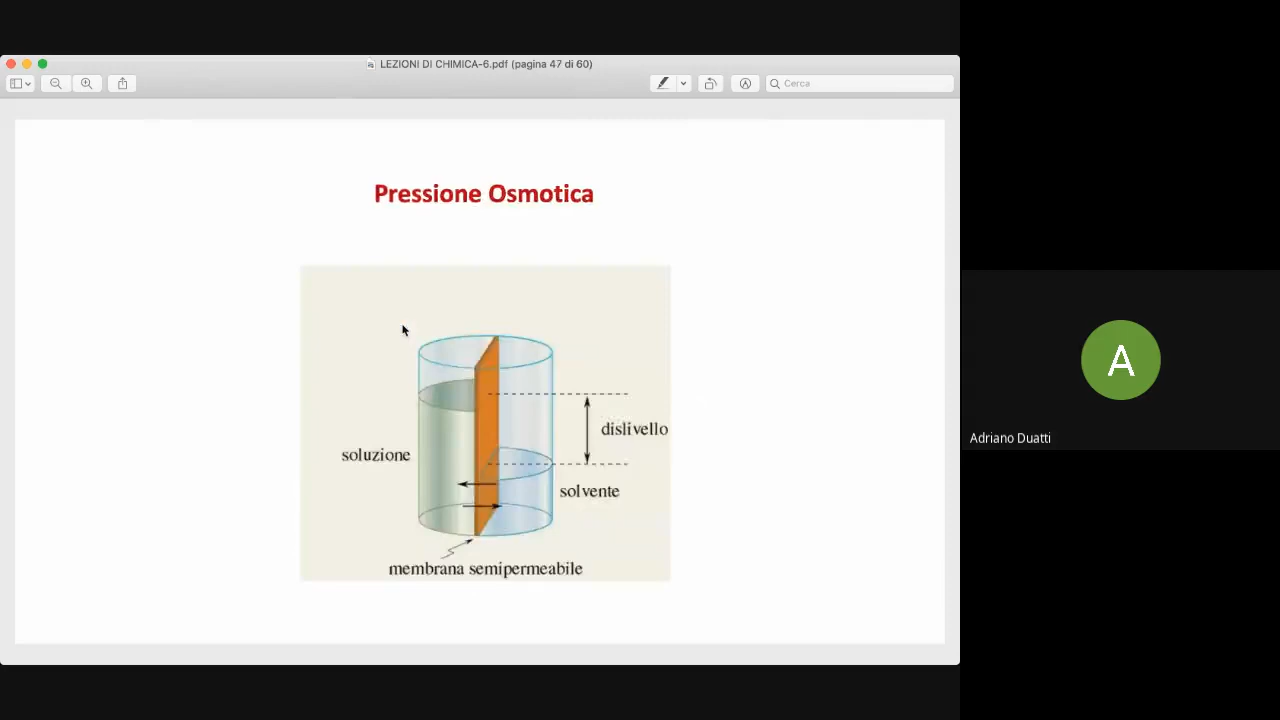 LEZIONI DI CHIMICA-6.pdf (pagina 47 di 60)
Cerca
Pressione Osmotica
dislivello
soluzione
solvente
membrana semipermeabile
A
Adriano Duatti